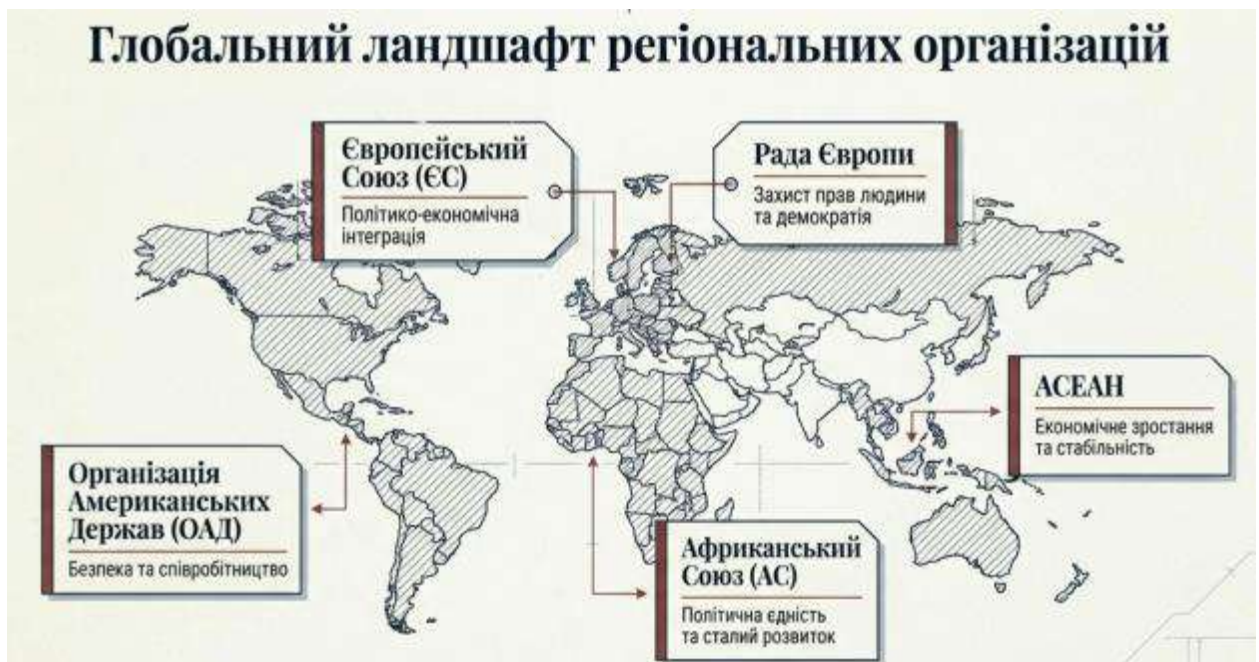 Глобальний ландшафт регіональних організацій
Європейський
Союз (ЄС)
Політико-економічна
інтеграція
Рада Європи
Захист прав людини
та демократія
АСЕАН
Економічне зростання
та стабільність
Організація
Американських
Держав (ОАД)
Безпека та співробітництво
Африканський
Союз (АС)
Політична єдність
та сталий розвиток